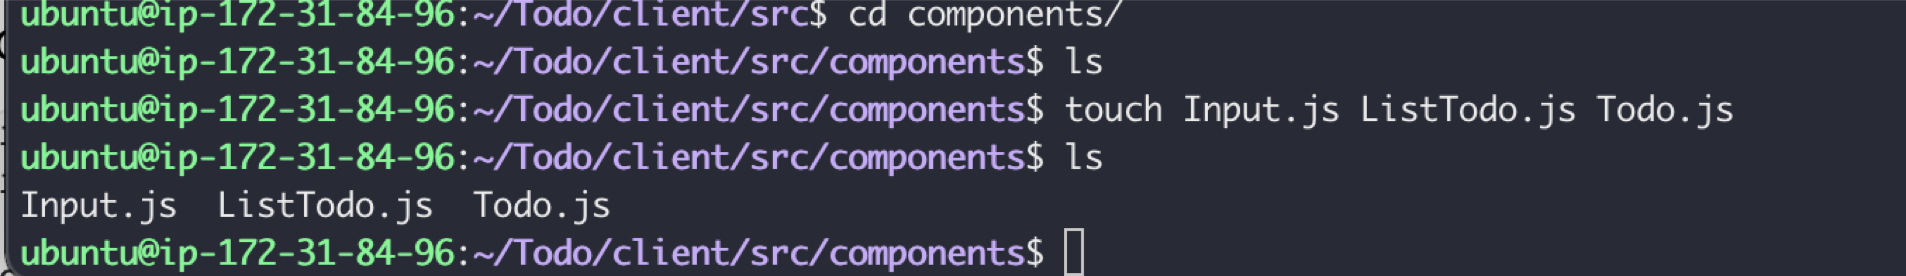 ubuntu@ip-172-31-84-96:~/Todo/client/src$ cd components/
ubuntu@ip-172-31-84-96:~/Todo/client/src/components$ ls
ubuntu@ip-172-31-84-96:~/Todo/client/src/components$ touch Input.js ListTodo.js Todo.js
ubuntu@ip-172-31-84-96:~/Todo/client/src/components$ ls
Input.js  ListTodo.js  Todo.js
ubuntu@ip-172-31-84-96:~/Todo/client/src/components$